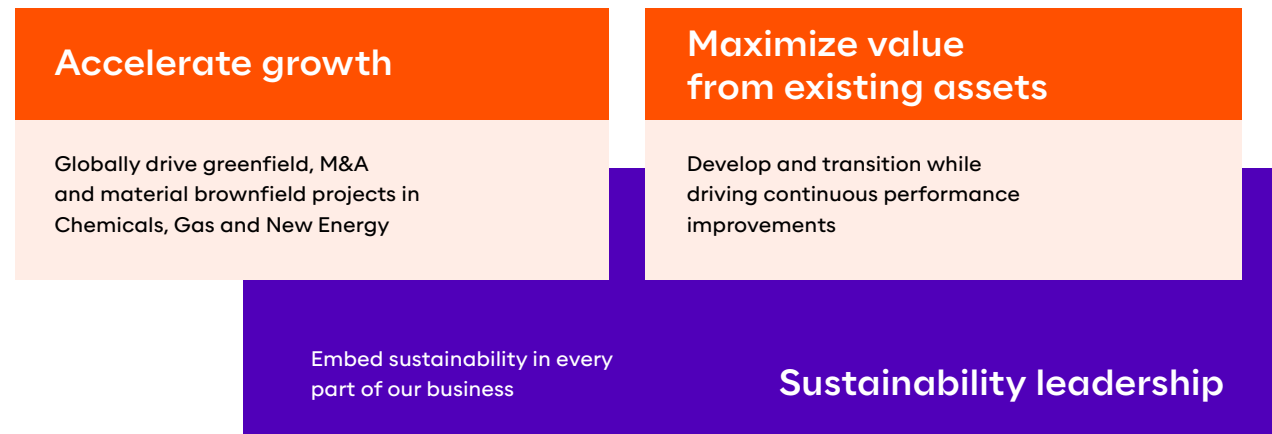 Accelerate growth
Globally drive greenfield, M&A
and material brownfield projects in
Chemicals, Gas and New Energy
Maximize value
from existing assets
Develop and transition while
driving continuous performance
improvements
Embed sustainability in every
part of our business
Sustainability leadership